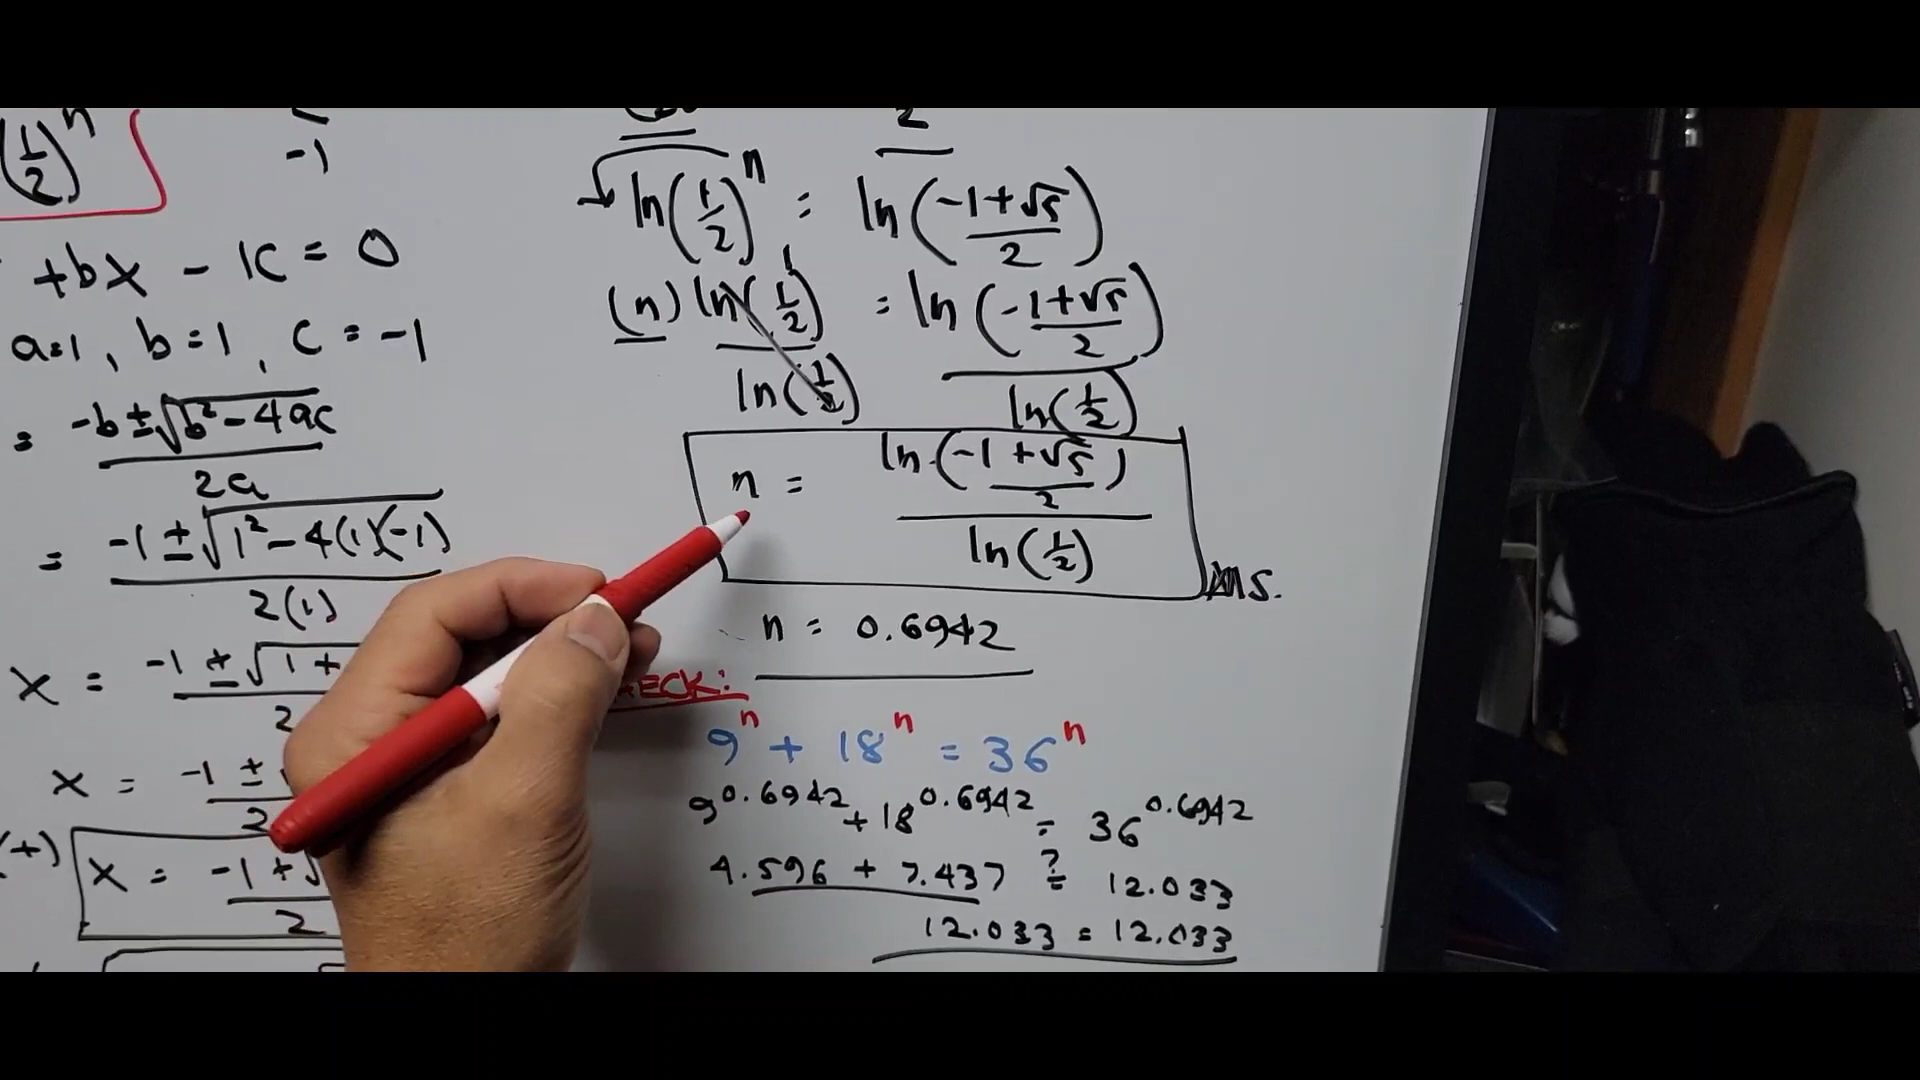 (1/2)^n
-1
+bx - 1c = 0
a=1, b=1, c = -1
= -b±√b²-4ac / 2a
= -1±√1²-4(1)(-1) / 2(1)
x = -1±√1+ / 2
x = -1± / 2
(+) x = -1+√ / 2
2
ln(1/2)^n = ln(-1+√5 / 2)
(n) ln(1/2) / ln(1/2) = ln(-1+√5 / 2) / ln(1/2)
n = ln(-1+√5 / 2) / ln(1/2) Ans.
n = 0.6942
ECK:
9^n + 18^n = 36^n
9^0.6942 + 18^0.6942 = 36^0.6942
4.596 + 7.437 ?= 12.033
12.033 = 12.033